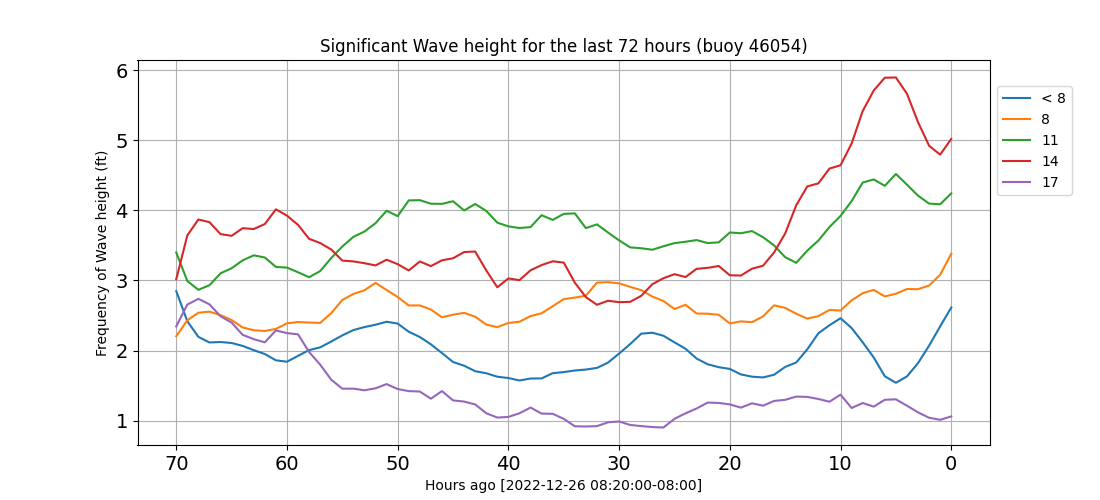 Significant Wave height for the last 72 hours (buoy 46054)
6
5
4
3
2
1
Frequency of Wave height (ft)
70 60 50 40 30 20 10 0
Hours ago [2022-12-26 08:20:00-08:00]
< 8
8
11
14
17